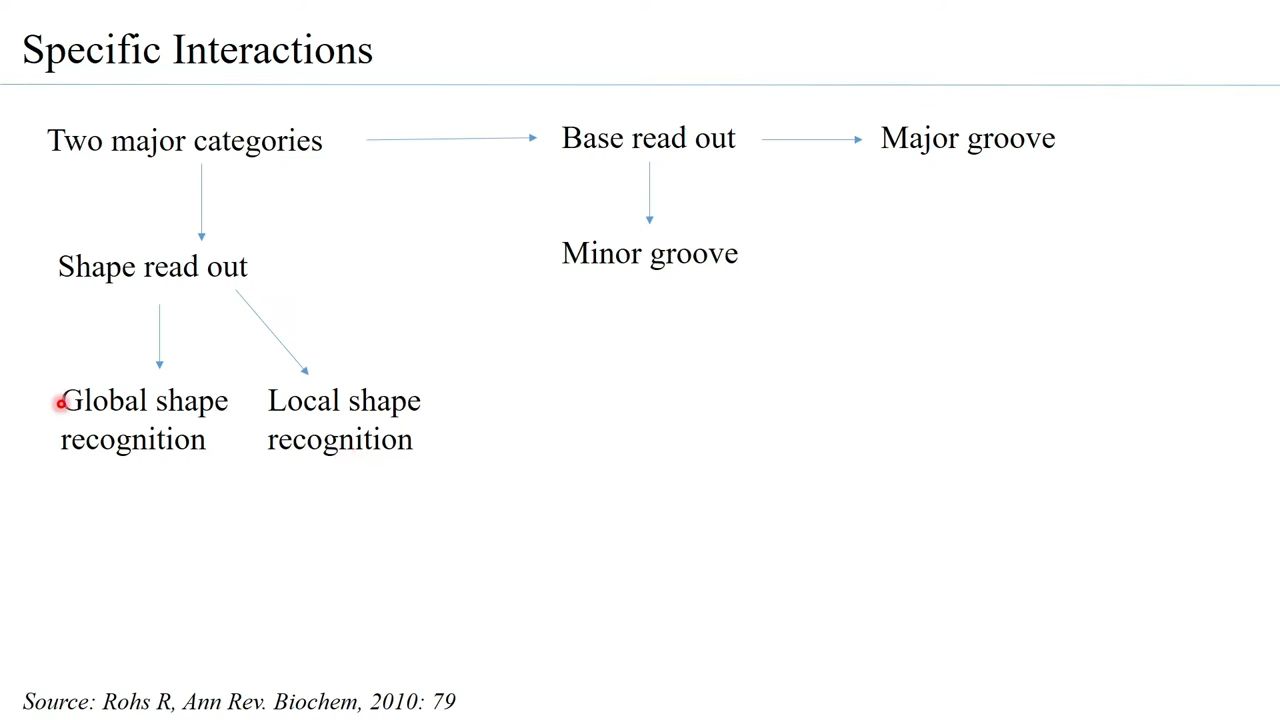 Specific Interactions
Two major categories
Base read out
Major groove
Minor groove
Shape read out
Global shape
recognition
Local shape
recognition
Source: Rohs R, Ann Rev. Biochem, 2010: 79